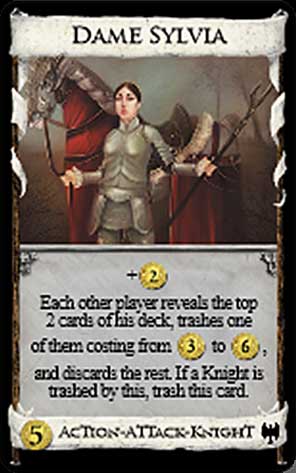 DAME SYLVIA
+2
Each other player reveals the top
2 cards of his deck, trashes one
of them costing from 3 to 6,
and discards the rest. If a Knight is
trashed by this, trash this card.
5 ACTION-ATTACK-KNIGHT